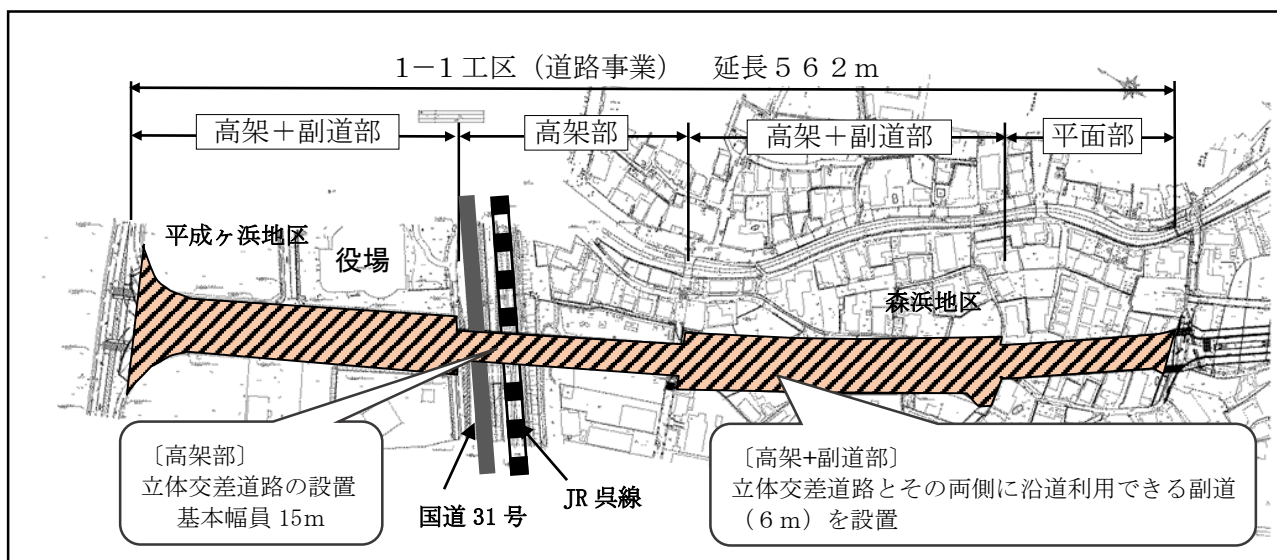 1−1工区（道路事業）　延長５６２ｍ
高架＋副道部
高架部
高架＋副道部
平面部
平成ヶ浜地区
役場
森浜地区
〔高架部〕
立体交差道路の設置
基本幅員 15m
国道 31 号
JR 呉線
〔高架+副道部〕
立体交差道路とその両側に沿道利用できる副道
（６ｍ）を設置